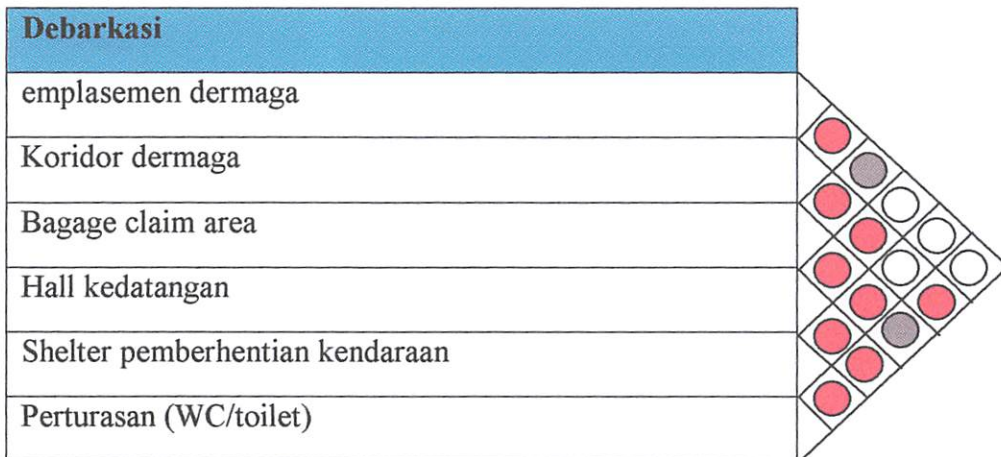 Debarkasi
emplasemen dermaga
Koridor dermaga
Bagage claim area
Hall kedatangan
Shelter pemberhentian kendaraan
Perturasan (WC/toilet)